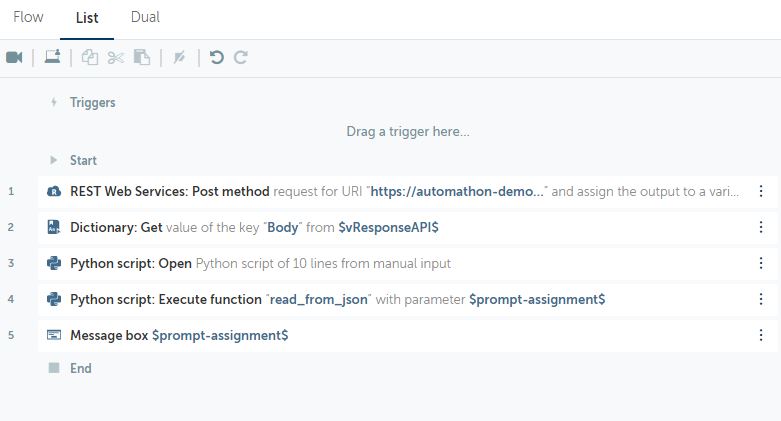 Flow List Dual
Triggers
Drag a trigger here...
Start
1 REST Web Services: Post method request for URI "https://automathon-demo..." and assign the output to a vari...
2 Dictionary: Get value of the key "Body" from $vResponseAPI$
3 Python script: Open Python script of 10 lines from manual input
4 Python script: Execute function "read_from_json" with parameter $prompt-assignment$
5 Message box $prompt-assignment$
End